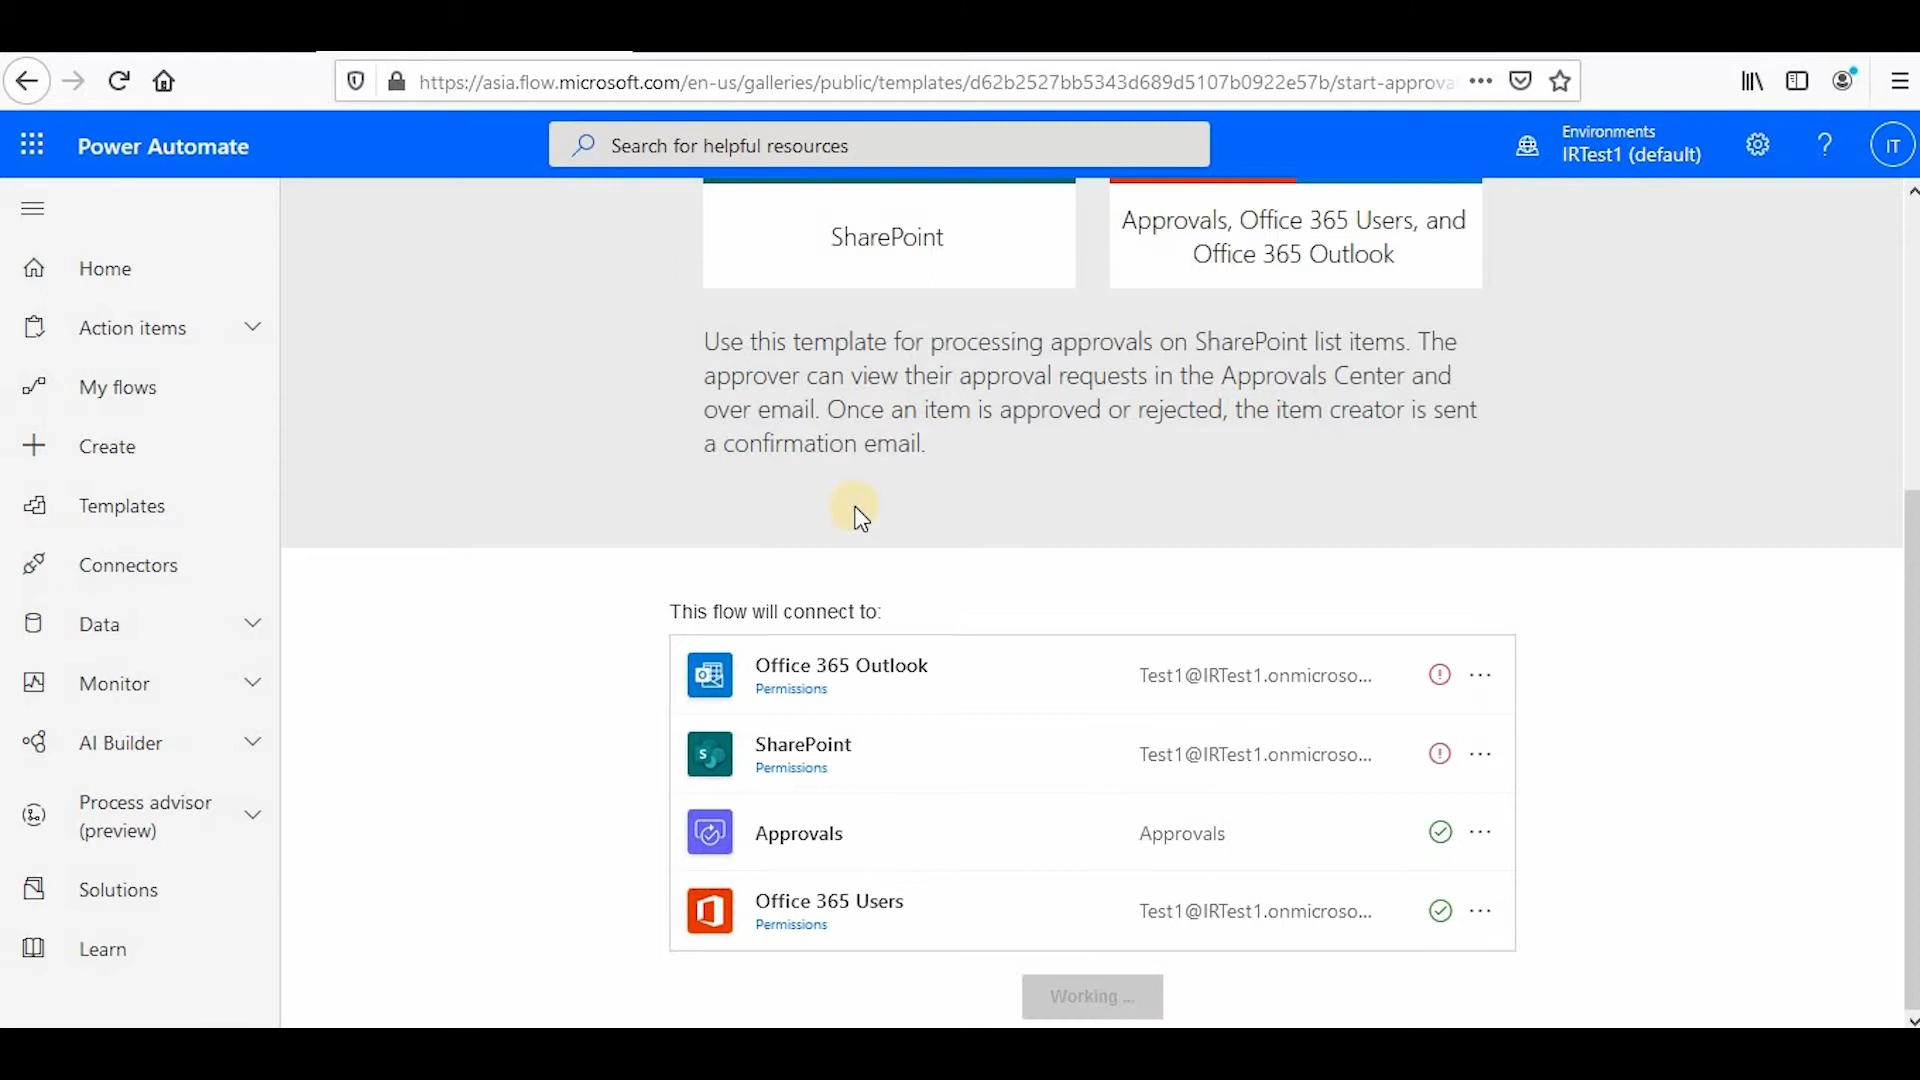 https://asia.flow.microsoft.com/en-us/galleries/public/templates/d62b2527bb5343d689d5107b0922e57b/start-approva
Power Automate
Search for helpful resources
Environments
IRTest1 (default)
IT
Home
Action items
My flows
Create
Templates
Connectors
Data
Monitor
AI Builder
Process advisor
(preview)
Solutions
Learn
SharePoint
Approvals, Office 365 Users, and
Office 365 Outlook
Use this template for processing approvals on SharePoint list items. The
approver can view their approval requests in the Approvals Center and
over email. Once an item is approved or rejected, the item creator is sent
a confirmation email.
This flow will connect to:
Office 365 Outlook
Permissions
Test1@IRTest1.onmicroso...
SharePoint
Permissions
Test1@IRTest1.onmicroso...
Approvals
Approvals
Office 365 Users
Permissions
Test1@IRTest1.onmicroso...
Working ...